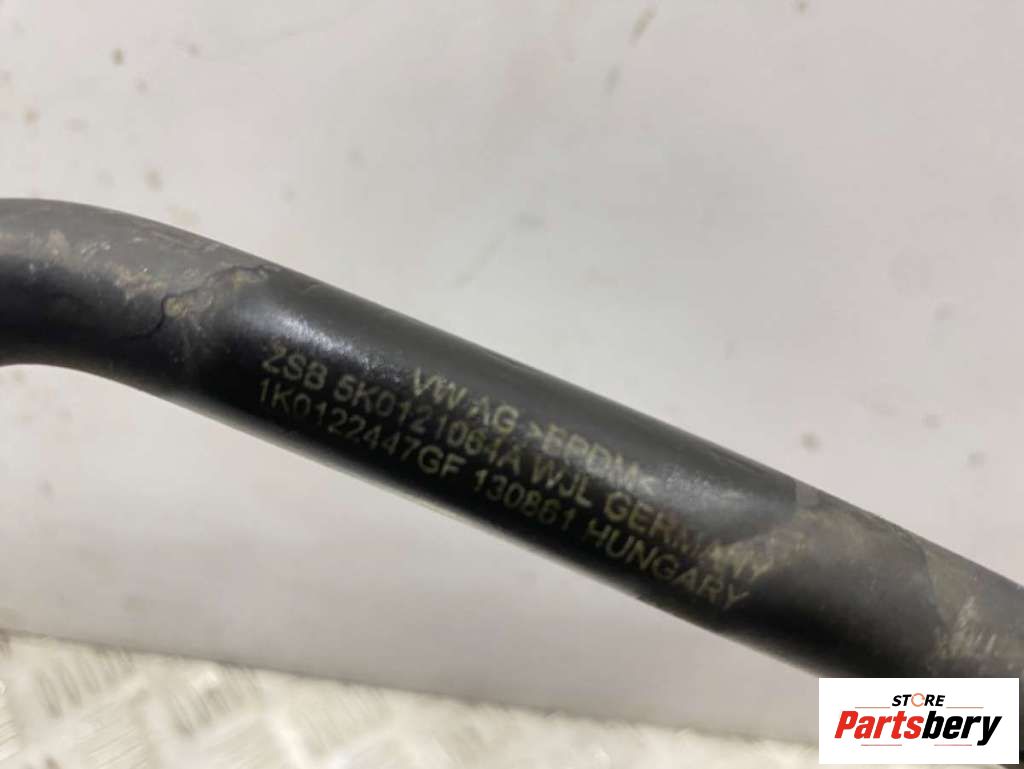 VW AG >EPDM<
ZSB 5K0121064A WJL GERMANY
1K0122447GF 130861 HUNGARY
STORE
Partsbery